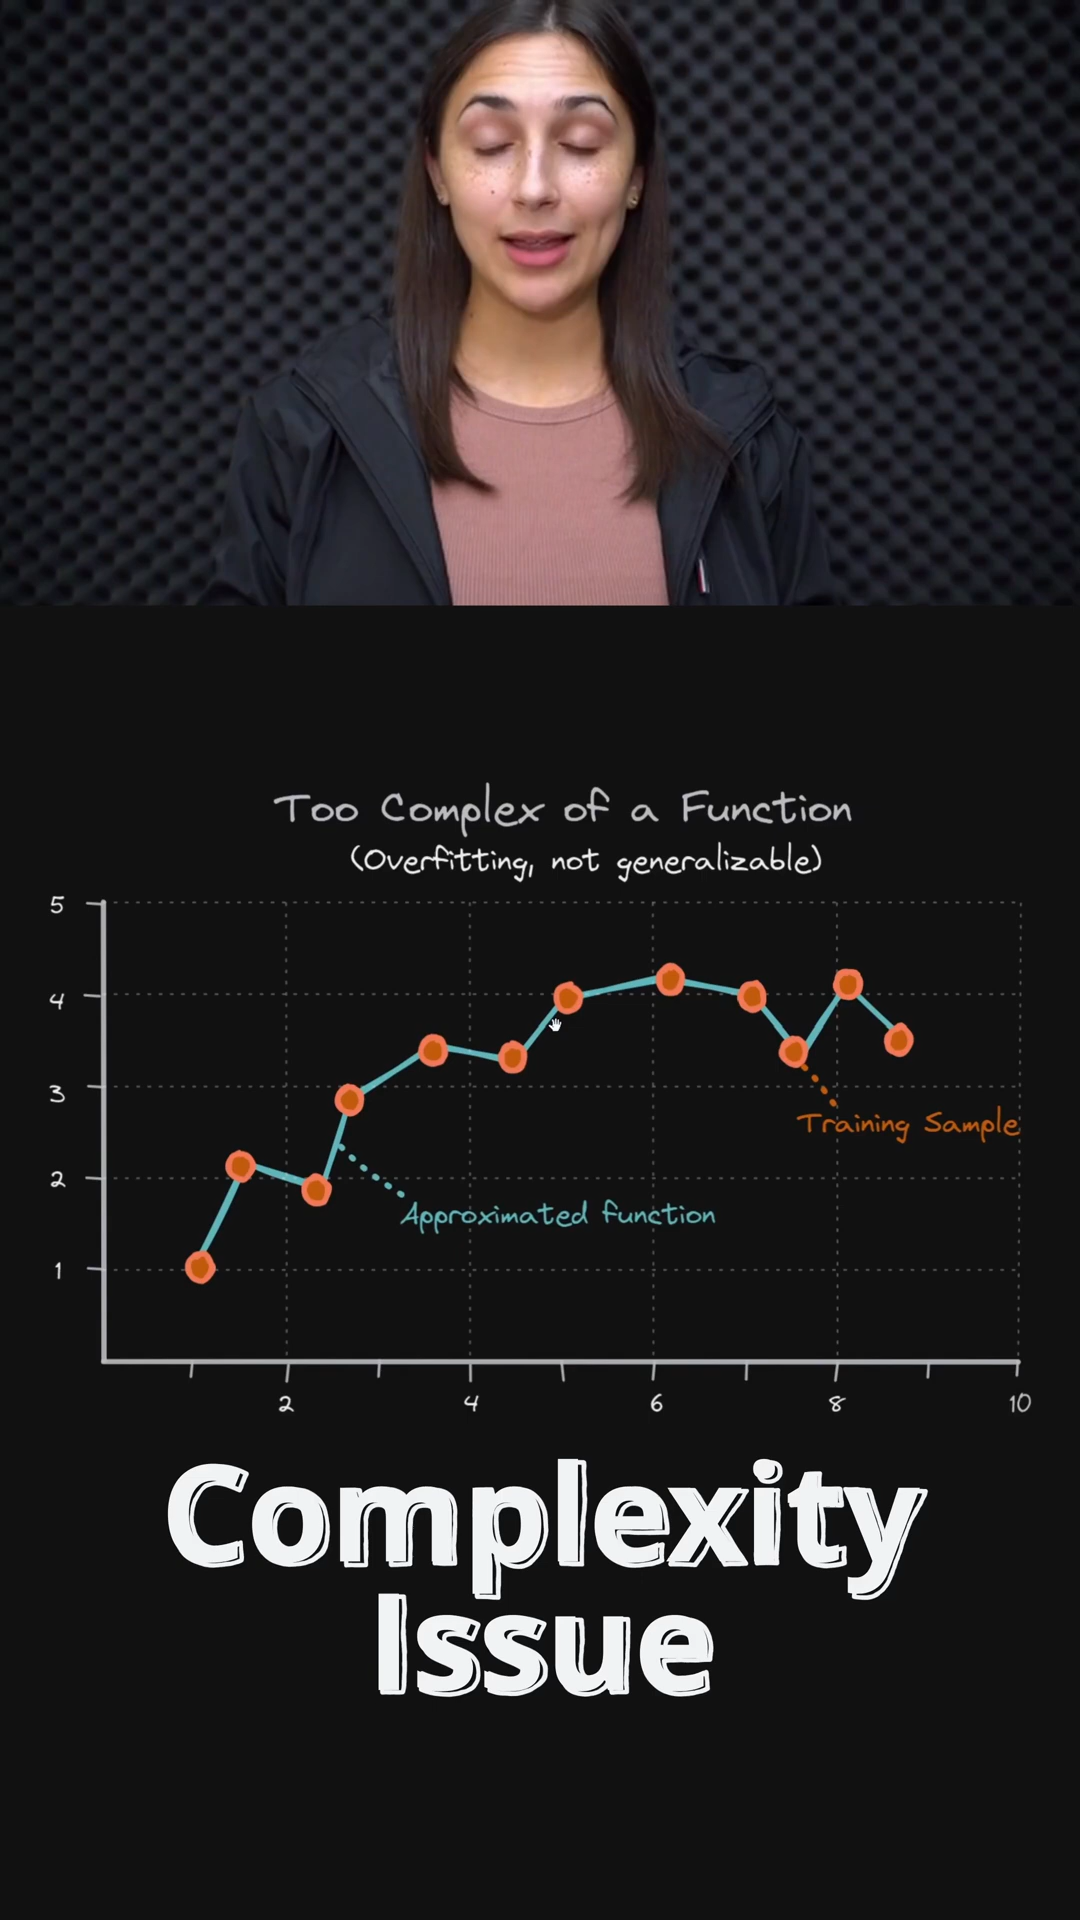 Too Complex of a Function
(Overfitting, not generalizable)
5
4
3
2
1
Training Sample
Approximated function
2
4
6
8
10
Complexity
Issue